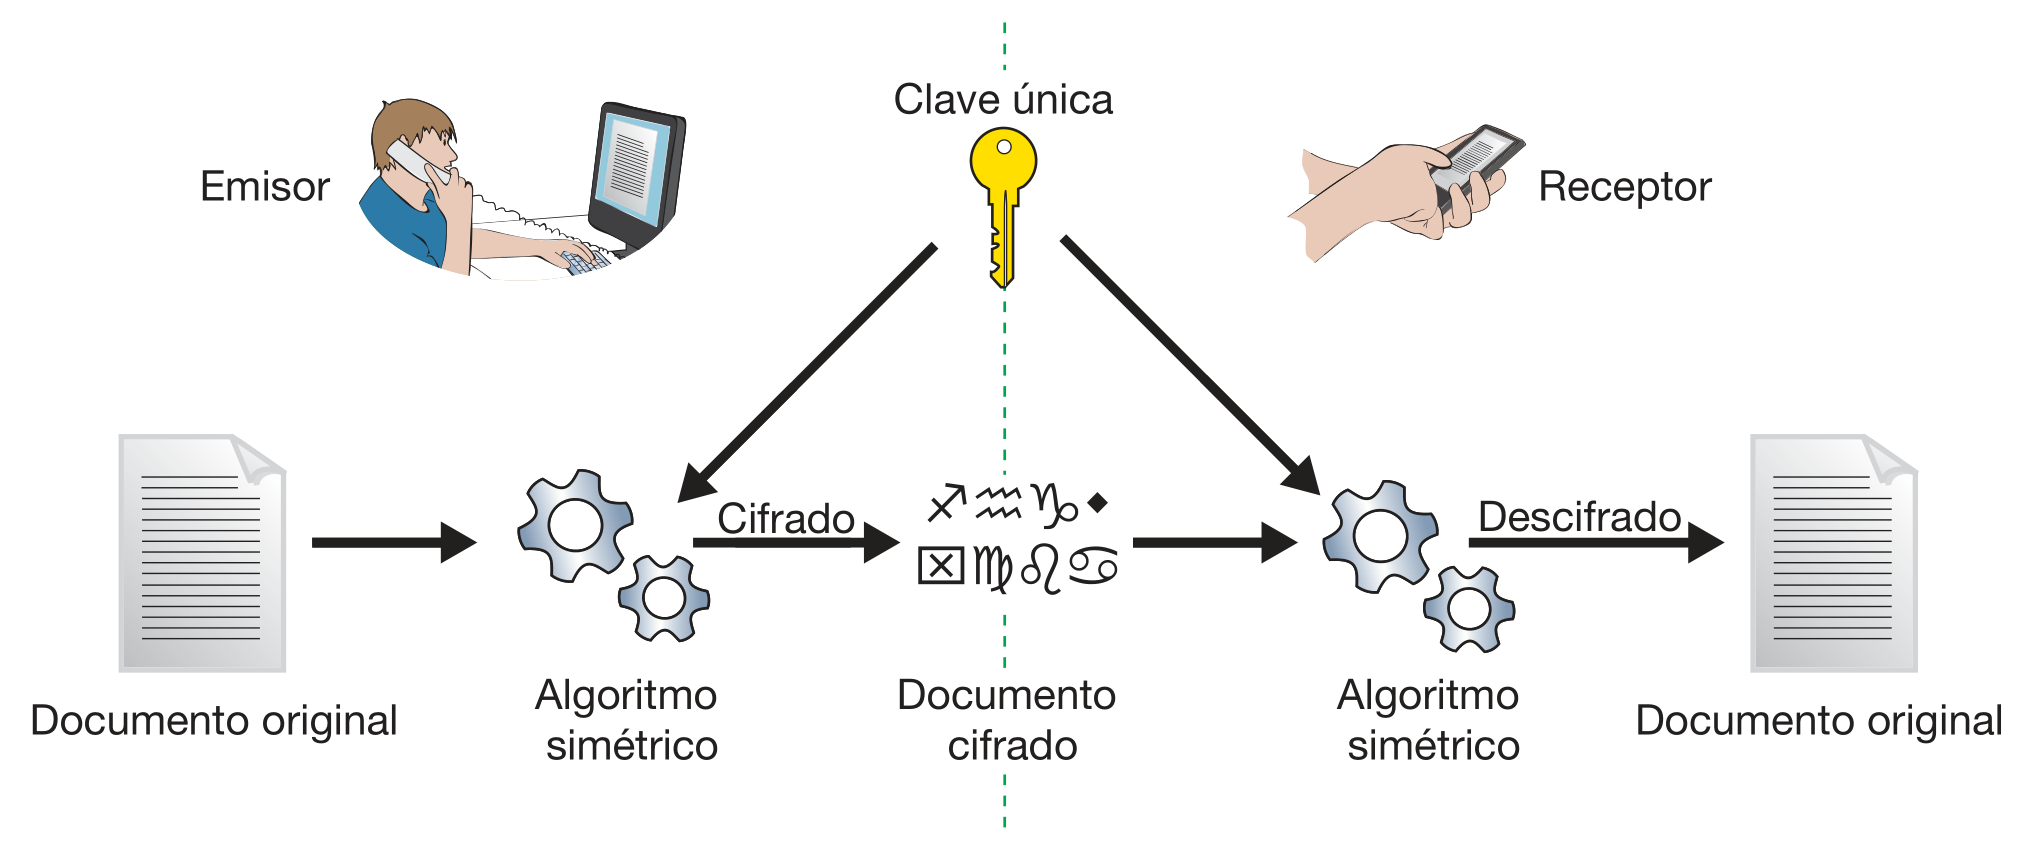 Clave única
Emisor
Receptor
Cifrado
Descifrado
Documento original
Algoritmo
simétrico
Documento
cifrado
Algoritmo
simétrico
Documento original